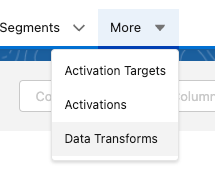 Segments More
Activation Targets
Activations
Data Transforms